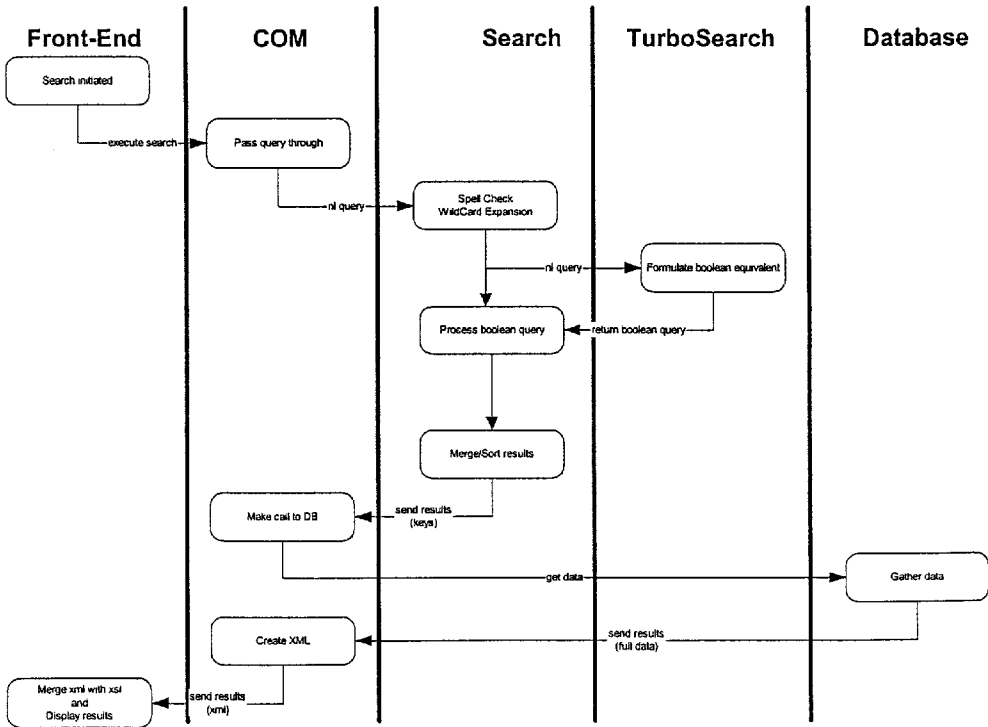 Front-End
COM
Search
TurboSearch
Database
Search initiated
execute search
Pass query through
nl query
Spell Check
WildCard Expansion
nl query
Formulate boolean equivalent
Process boolean query
return boolean query
Merge/Sort results
Make call to DB
send results
(keys)
get data
Gather data
Create XML
send results
(full data)
Merge xml with xsl
and
Display results
send results
(xml)